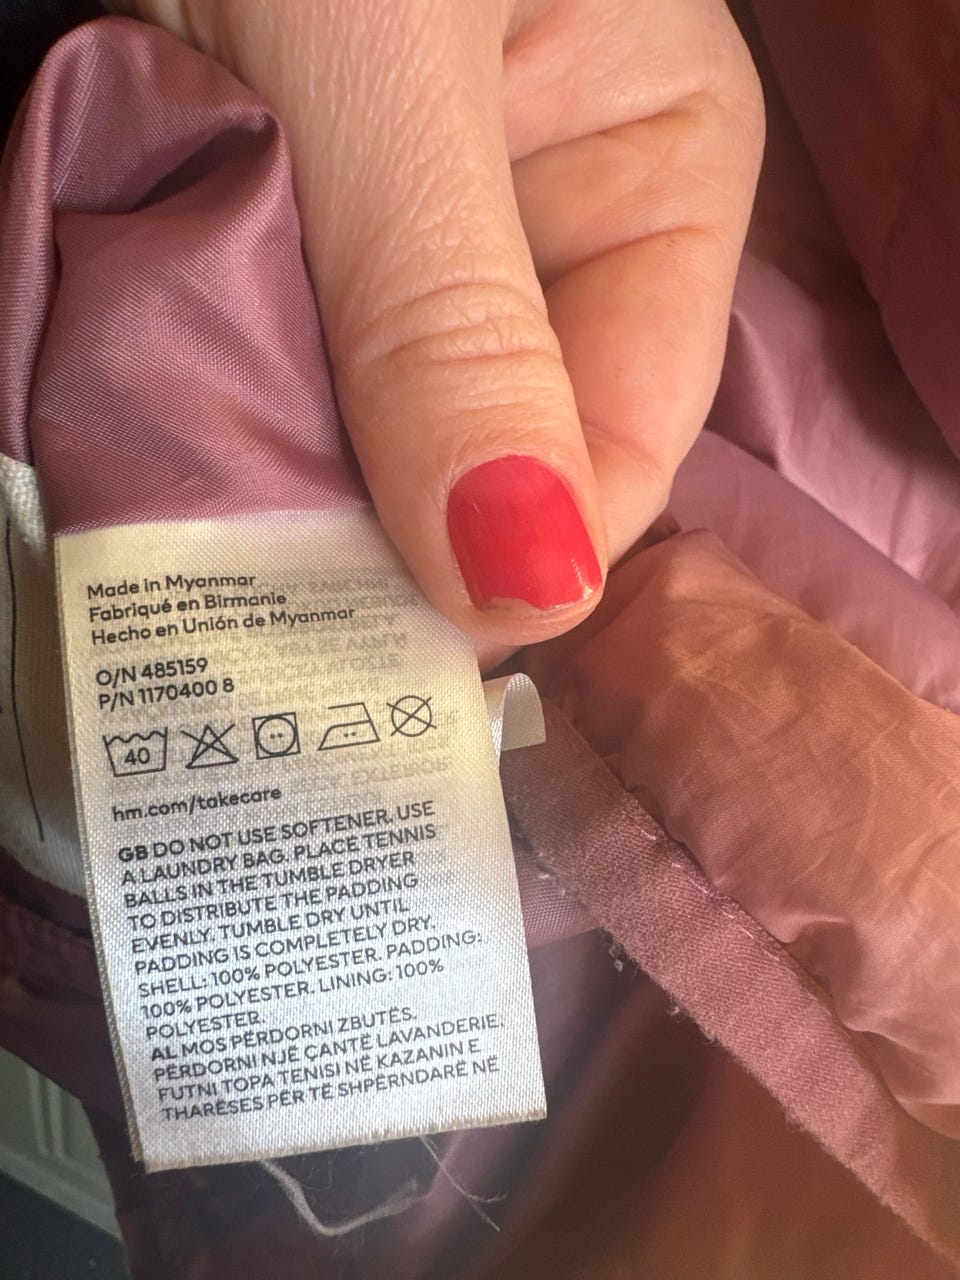 Made in Myanmar
Fabriqué en Birmanie
Hecho en Unión de Myanmar
O/N 485159
P/N 1170400 8
40
hm.com/takecare
GB DO NOT USE SOFTENER. USE
A LAUNDRY BAG. PLACE TENNIS
BALLS IN THE TUMBLE DRYER
TO DISTRIBUTE THE PADDING
EVENLY. TUMBLE DRY UNTIL
PADDING IS COMPLETELY DRY.
SHELL: 100% POLYESTER. PADDING:
100% POLYESTER. LINING: 100%
POLYESTER.
AL MOS PËRDORNI ZBUTËS.
PËRDORNI NJË ÇANTË LAVANDERIE.
FUTNI TOPA TENISI NË KAZANIN E
THARËSES PËR TË SHPËRNDARË NË